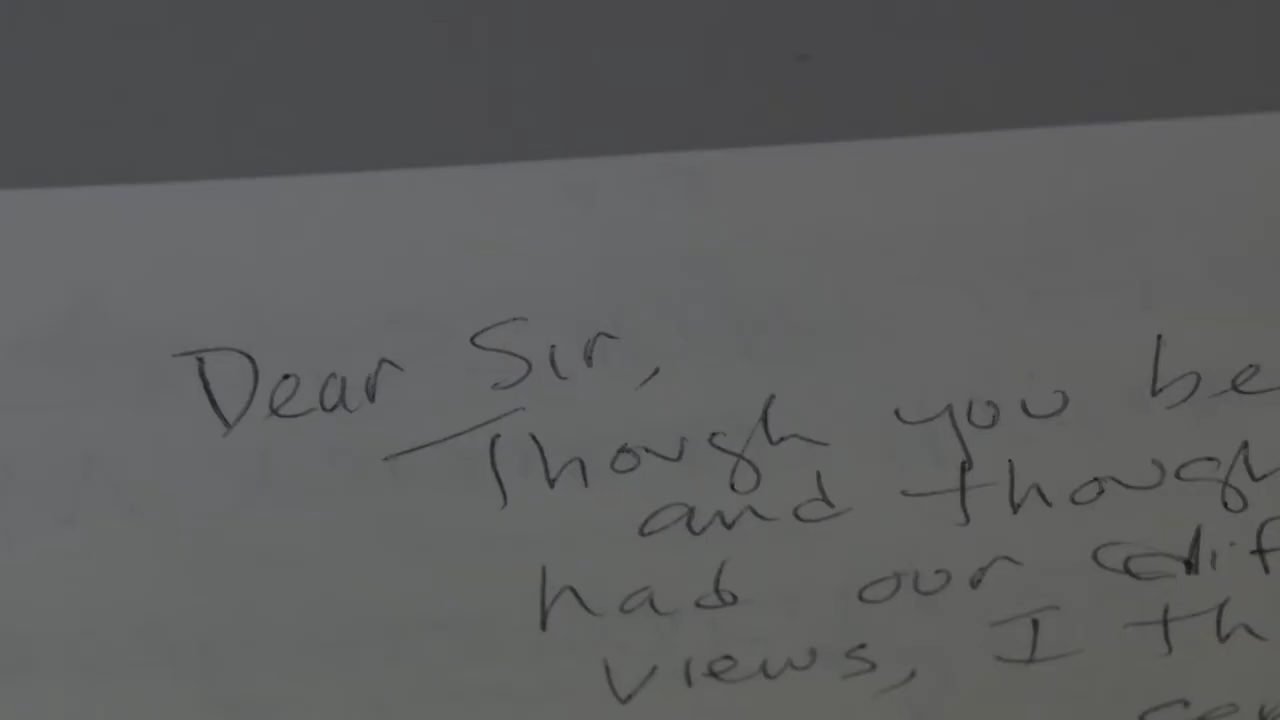 Dear Sir,
Though you be
and though
had our
views, I th